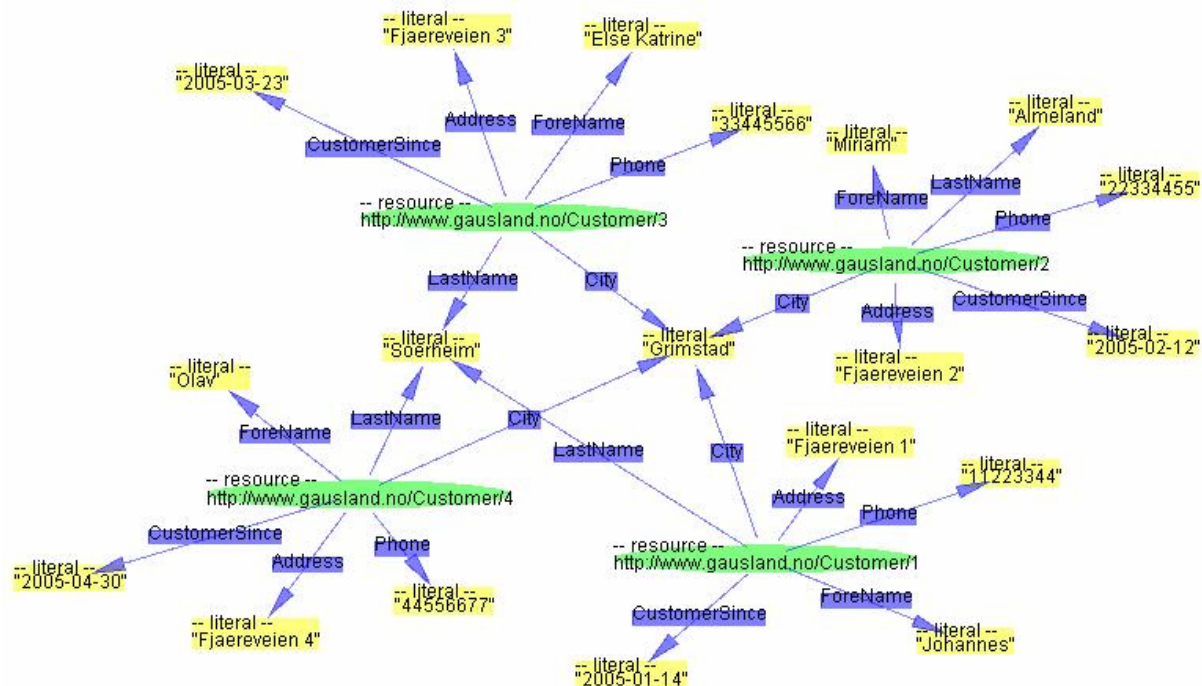 -- literal --
"Fjaereveien 3"
-- literal --
"Else Katrine"
-- literal --
"2005-03-23"
-- literal --
"33445566"
-- literal --
"Almeland"
-- literal --
"Miriam"
-- literal --
"22334455"
Address
ForeName
CustomerSince
Phone
LastName
ForeName
Phone
-- resource --
http://www.gausland.no/Customer/3
-- resource --
http://www.gausland.no/Customer/2
LastName
City
City
CustomerSince
Address
-- literal --
"Soerheim"
-- literal --
"Grimstad"
-- literal --
"2005-02-12"
-- literal --
"Fjaereveien 2"
-- literal --
"Olav"
ForeName
LastName
City
LastName
City
-- literal --
"Fjaereveien 1"
-- literal --
"11223344"
-- resource --
http://www.gausland.no/Customer/4
Address
Phone
CustomerSince
Address
Phone
-- resource --
http://www.gausland.no/Customer/1
-- literal --
"2005-04-30"
-- literal --
"44556677"
-- literal --
"Fjaereveien 4"
CustomerSince
ForeName
-- literal --
"Johannes"
-- literal --
"2005-01-14"